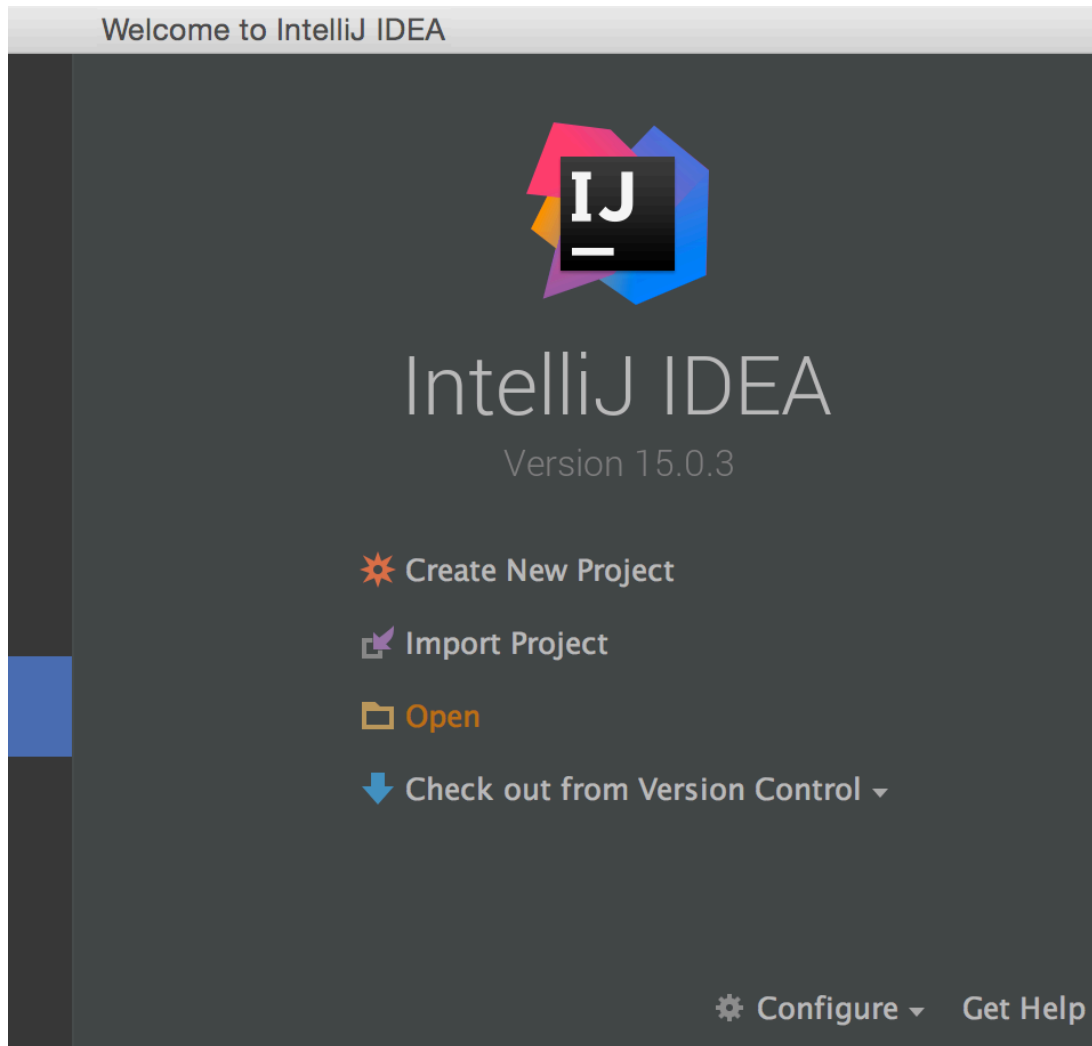 Welcome to IntelliJ IDEA
IJ
IntelliJ IDEA
Version 15.0.3
Create New Project
Import Project
Open
Check out from Version Control
Configure
Get Help